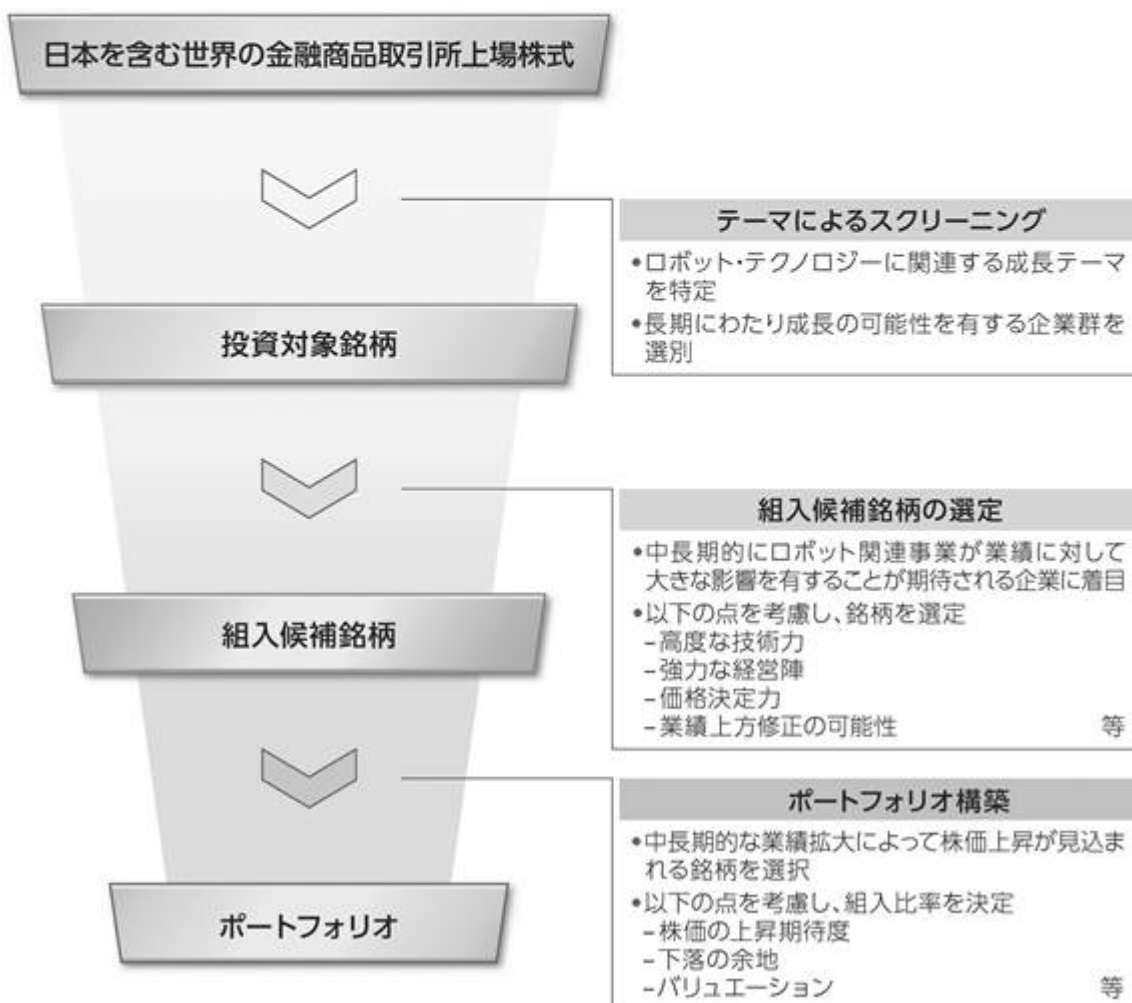 日本を含む世界の金融商品取引所上場株式
テーマによるスクリーニング
•ロボット・テクノロジーに関連する成長テーマ
を特定
•長期にわたり成長の可能性を有する企業群を
選別
投資対象銘柄
組入候補銘柄の選定
•中長期的にロボット関連事業が業績に対して
大きな影響を有することが期待される企業に着目
•以下の点を考慮し、銘柄を選定
－高度な技術力
－強力な経営陣
－価格決定力
－業績上方修正の可能性 等
組入候補銘柄
ポートフォリオ構築
•中長期的な業績拡大によって株価上昇が見込ま
れる銘柄を選択
•以下の点を考慮し、組入比率を決定
－株価の上昇期待度
－下落の余地
－バリュエーション 等
ポートフォリオ